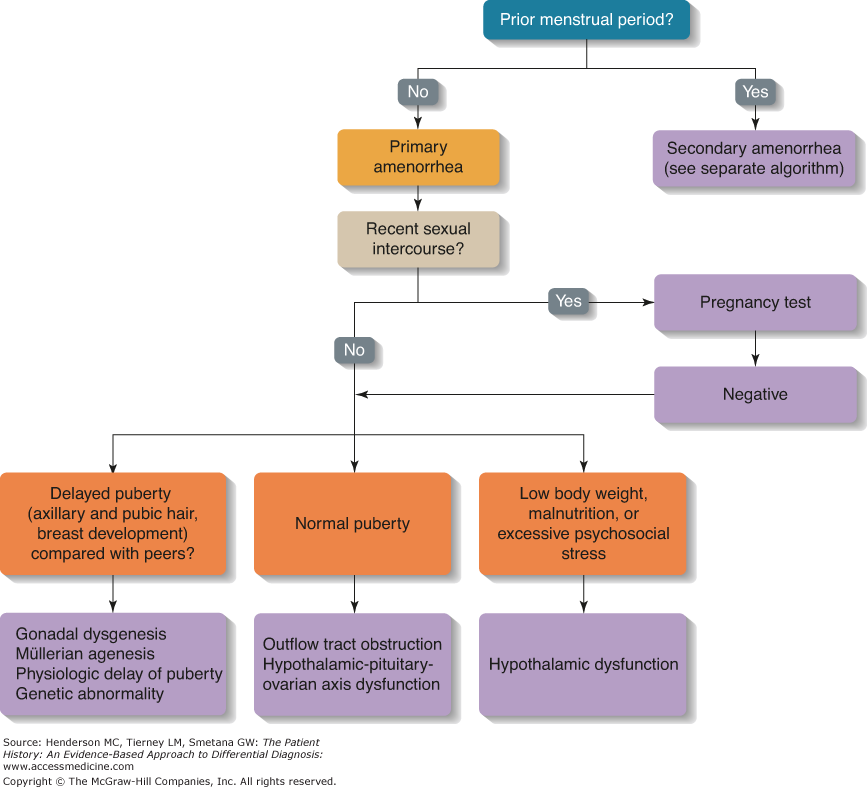 Prior menstrual period?
No
Yes
Primary
amenorrhea
Secondary amenorrhea
(see separate algorithm)
Recent sexual
intercourse?
Yes
Pregnancy test
No
Negative
Delayed puberty
(axillary and pubic hair,
breast development)
compared with peers?
Normal puberty
Low body weight,
malnutrition, or
excessive psychosocial
stress
Gonadal dysgenesis
Müllerian agenesis
Physiologic delay of puberty
Genetic abnormality
Outflow tract obstruction
Hypothalamic-pituitary-
ovarian axis dysfunction
Hypothalamic dysfunction
Source: Henderson MC, Tierney LM, Smetana GW: The Patient
History: An Evidence-Based Approach to Differential Diagnosis:
www.accessmedicine.com
Copyright © The McGraw-Hill Companies, Inc. All rights reserved.